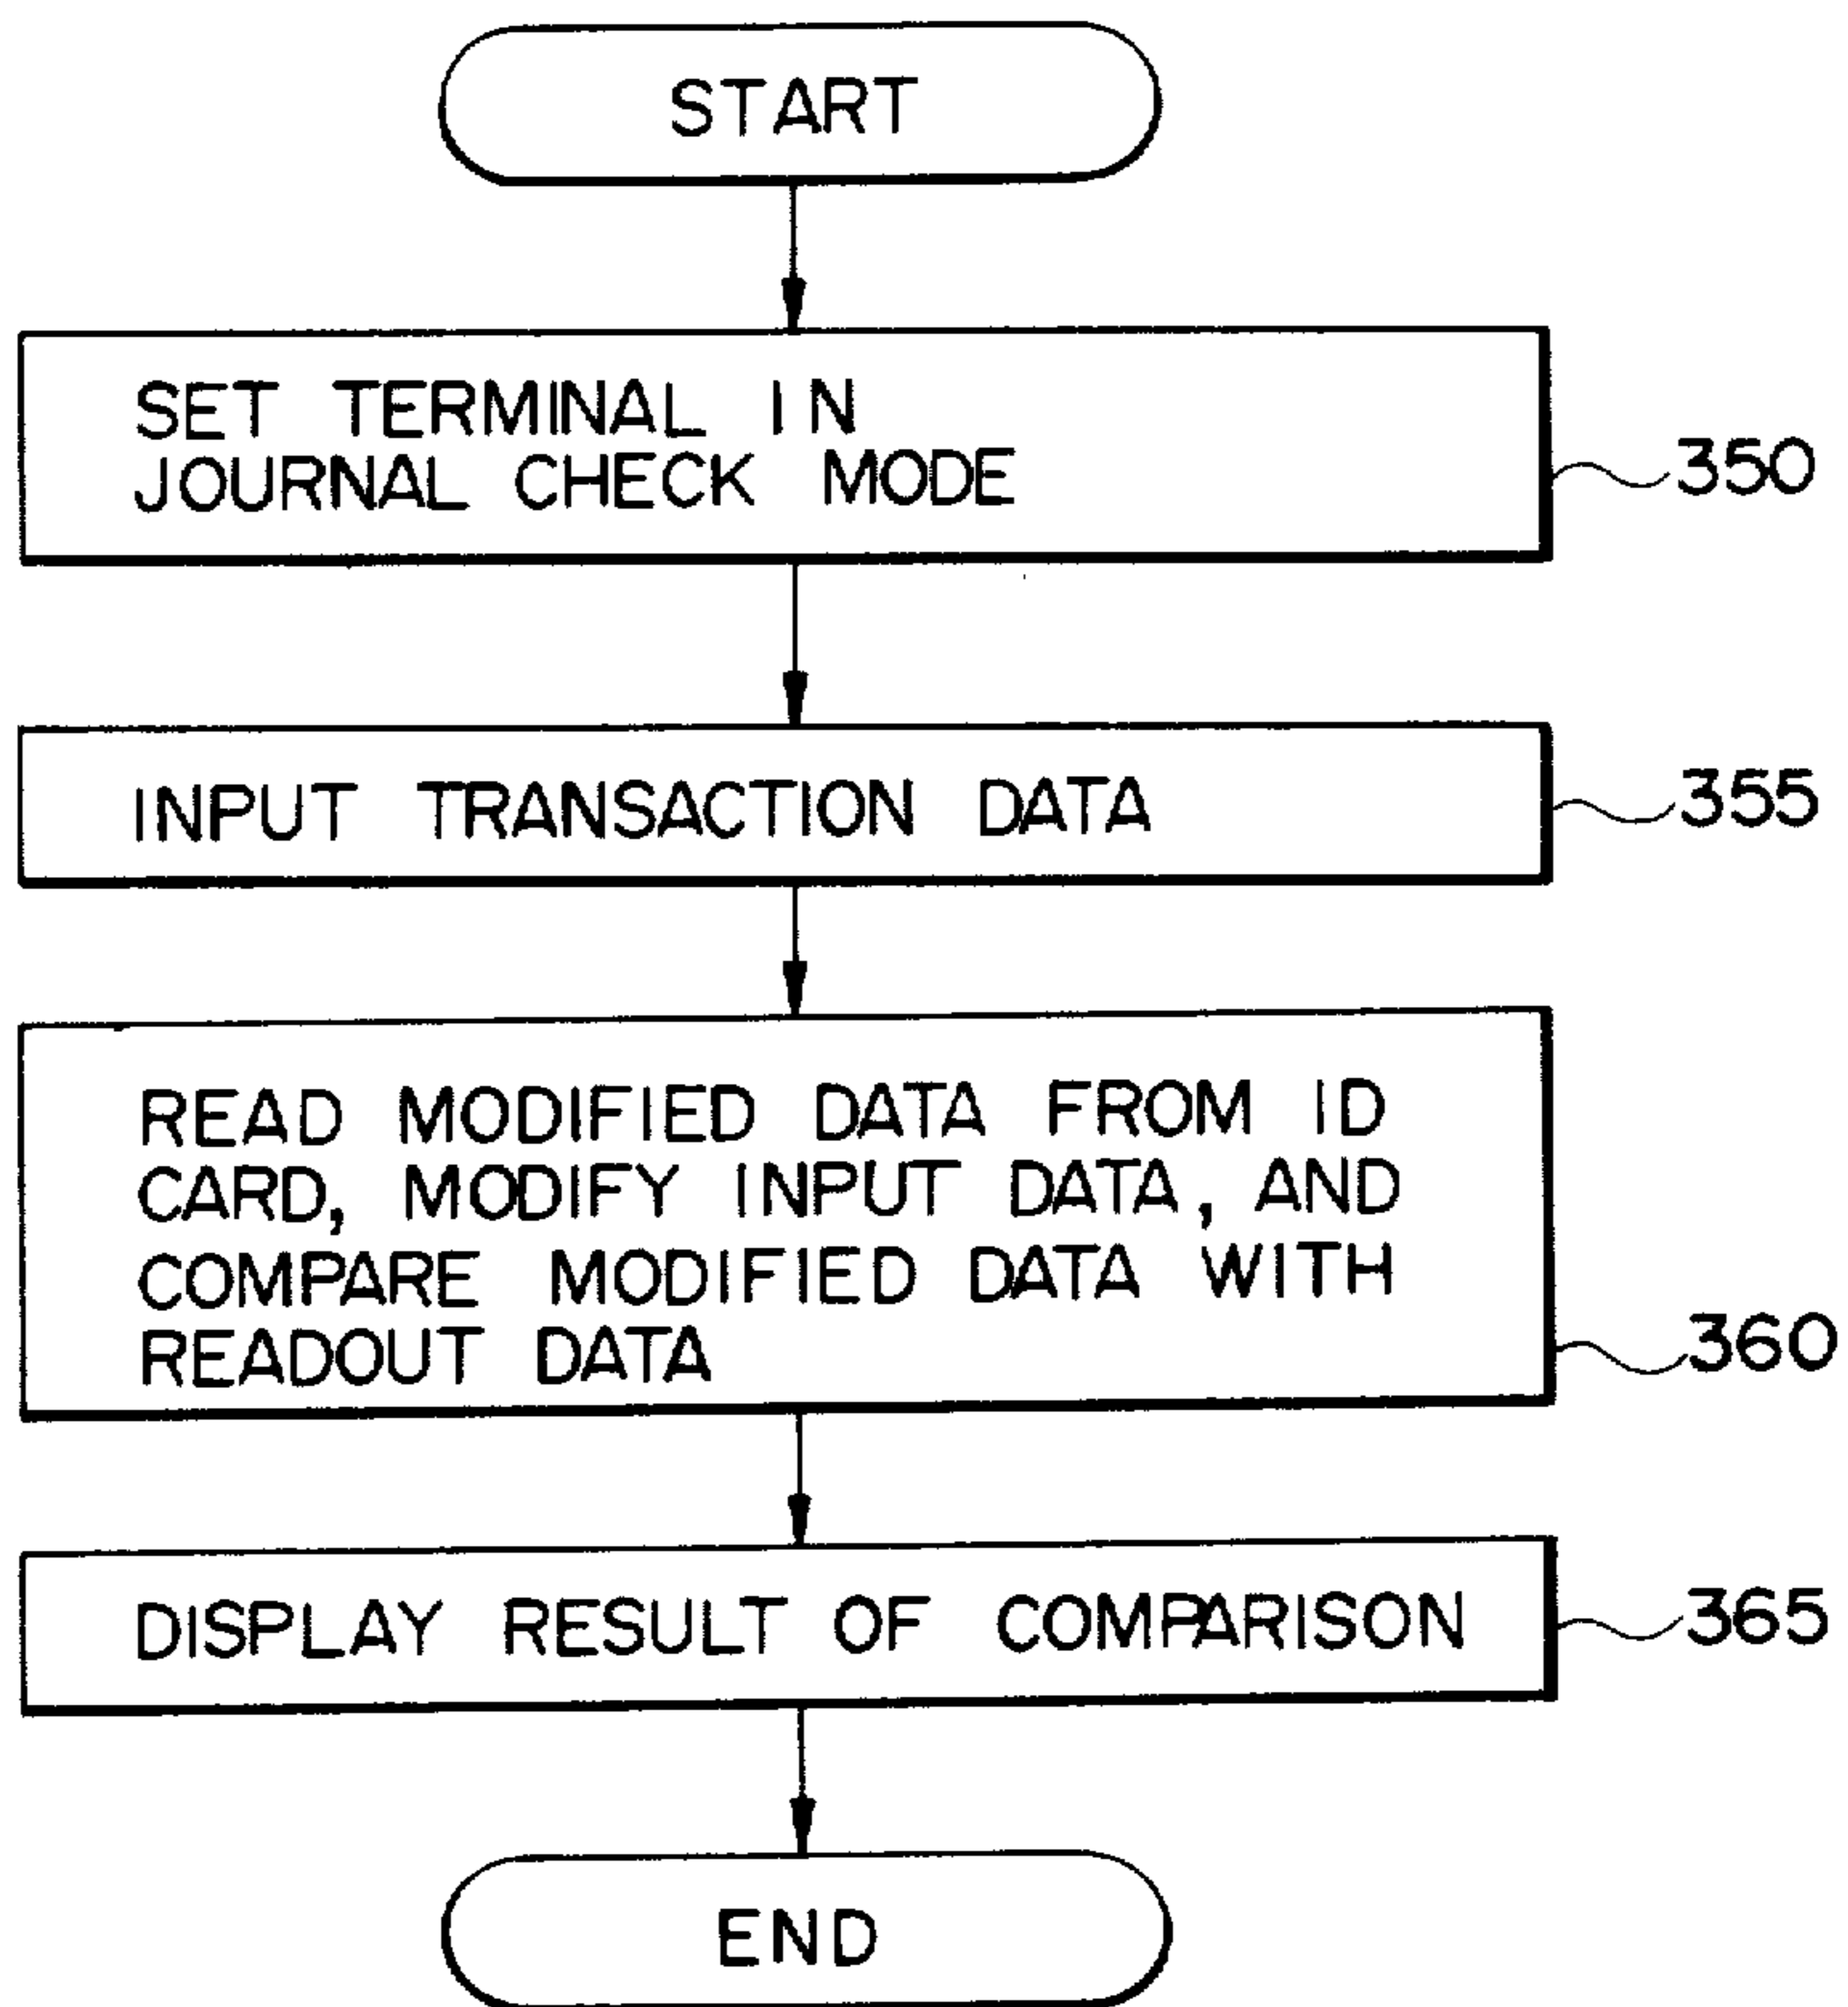 START
SET TERMINAL IN
JOURNAL CHECK MODE
350
INPUT TRANSACTION DATA
355
READ MODIFIED DATA FROM ID
CARD, MODIFY INPUT DATA, AND
COMPARE MODIFIED DATA WITH
READOUT DATA
360
DISPLAY RESULT OF COMPARISON
365
END